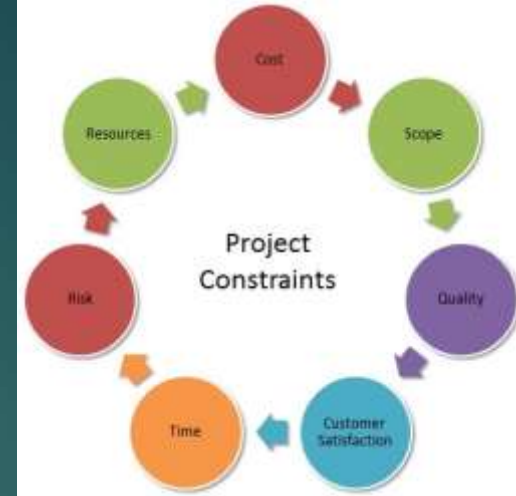 Cost
Scope
Quality
Customer
Satisfaction
Time
Risk
Resources
Project
Constraints